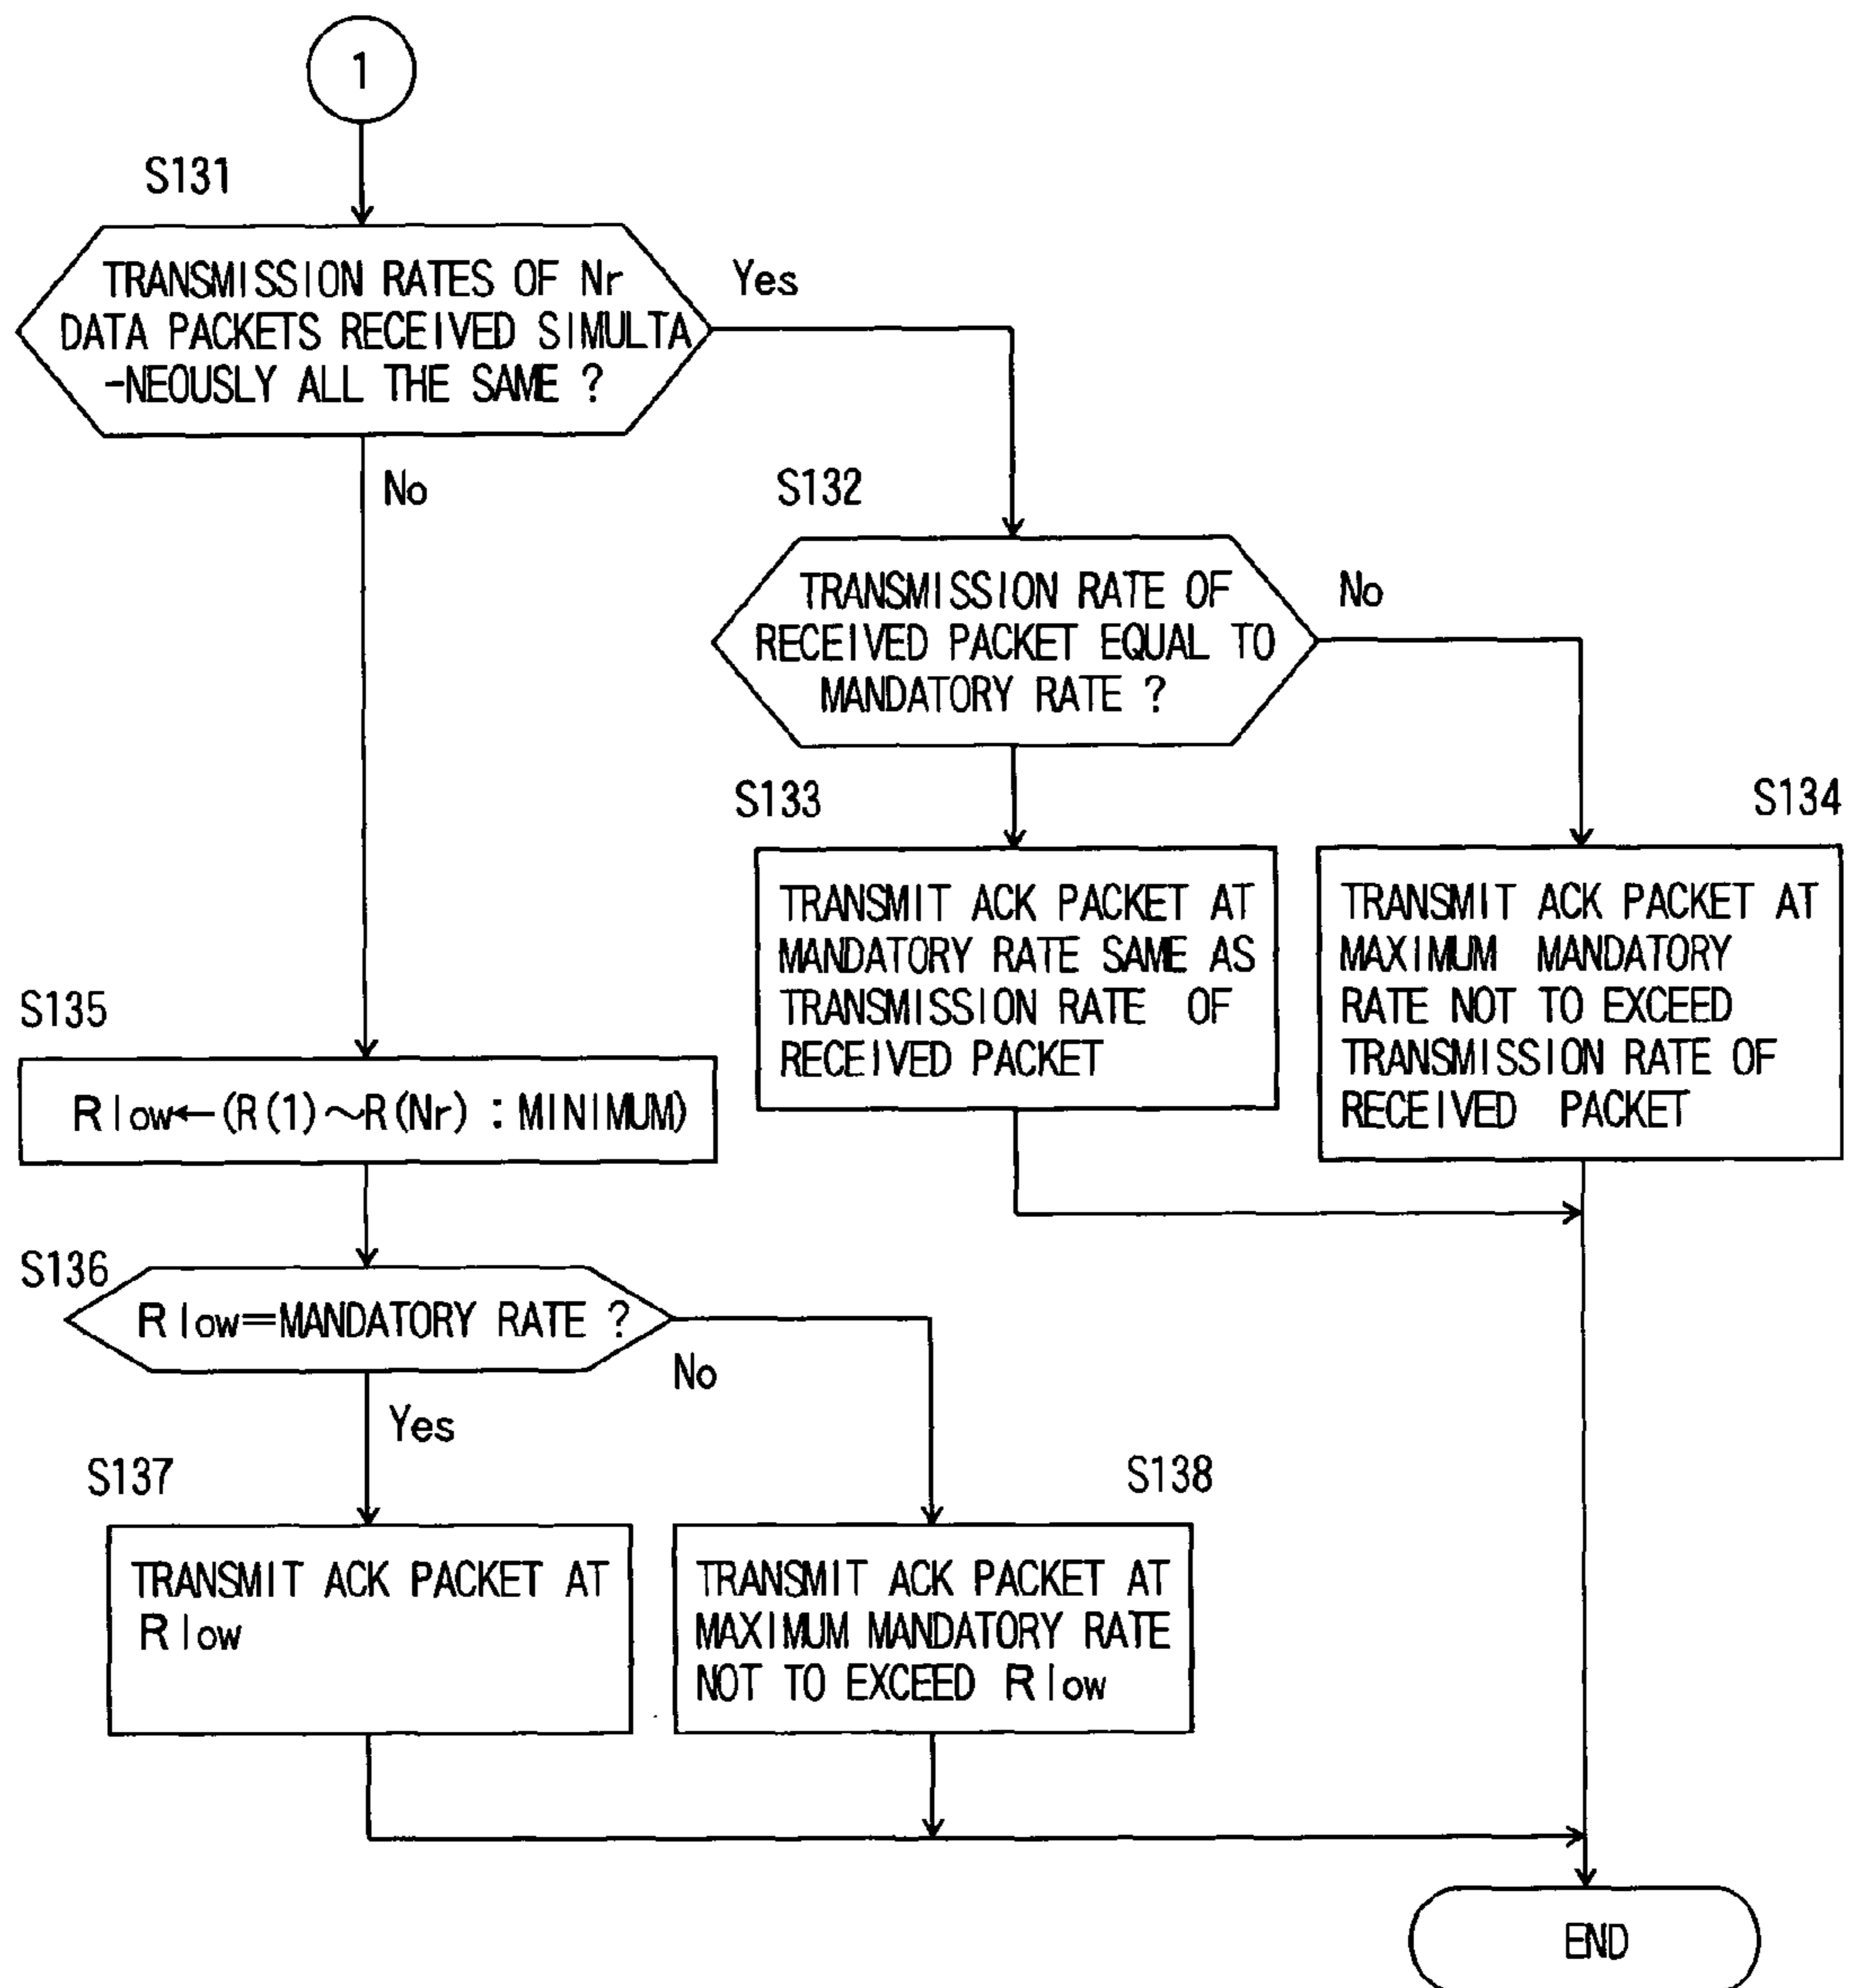 1
S131
TRANSMISSION RATES OF Nr
DATA PACKETS RECEIVED SIMULTA
-NEOUSLY ALL THE SAME ?
Yes
No
S132
TRANSMISSION RATE OF
RECEIVED PACKET EQUAL TO
MANDATORY RATE ?
No
S133
TRANSMIT ACK PACKET AT
MANDATORY RATE SAME AS
TRANSMISSION RATE OF
RECEIVED PACKET
S134
TRANSMIT ACK PACKET AT
MAXIMUM MANDATORY
RATE NOT TO EXCEED
TRANSMISSION RATE OF
RECEIVED PACKET
S135
Rlow←(R(1)~R(Nr) : MINIMUM)
S136
Rlow=MANDATORY RATE ?
No
Yes
S137
TRANSMIT ACK PACKET AT
Rlow
S138
TRANSMIT ACK PACKET AT
MAXIMUM MANDATORY RATE
NOT TO EXCEED Rlow
END